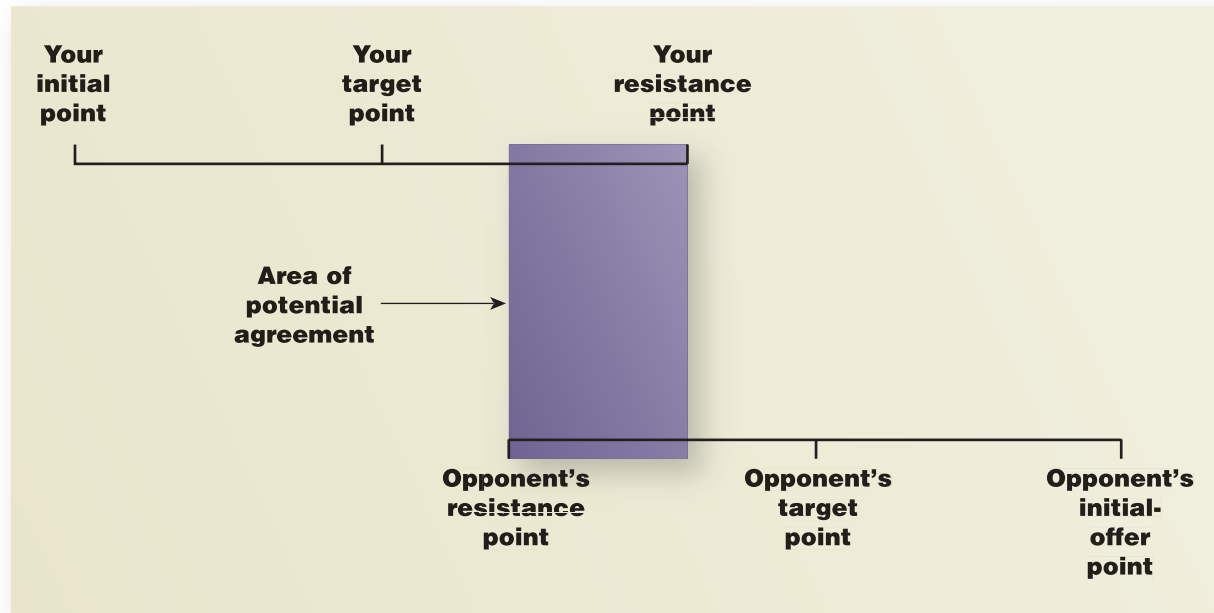 Your
initial
point
Your
target
point
Your
resistance
point
Area of
potential
agreement
Opponent’s
resistance
point
Opponent’s
target
point
Opponent’s
initial-
offer
point